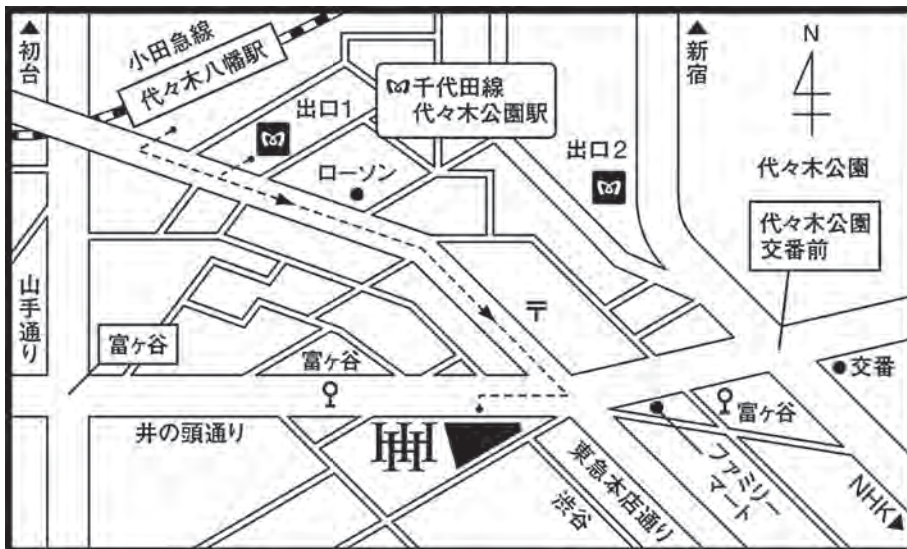 ▲初台
小田急線
代々木八幡駅
出口1
千代田線
代々木公園駅
ローソン
出口2
▲新宿
N
代々木公園
代々木公園
交番前
山手通り
富ヶ谷
富ヶ谷
〒
交番
富ヶ谷
井の頭通り
HHH
東急本店通り
渋谷
ファミリー
マート
NHK▲